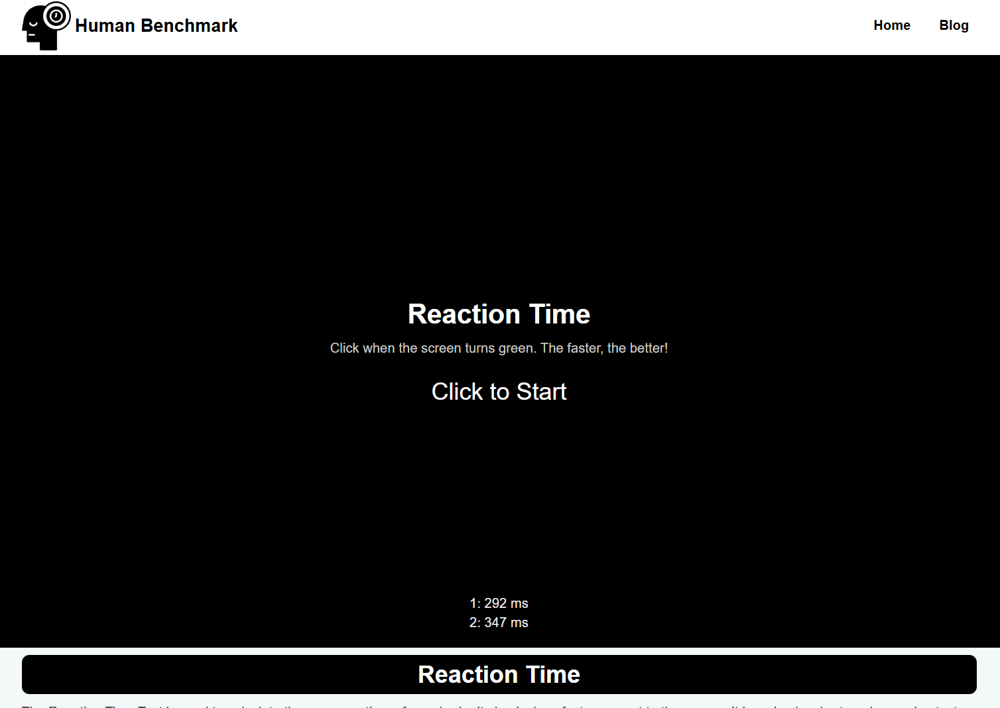 Human Benchmark
Home
Blog
Reaction Time
Click when the screen turns green. The faster, the better!
Click to Start
1: 292 ms
2: 347 ms
Reaction Time